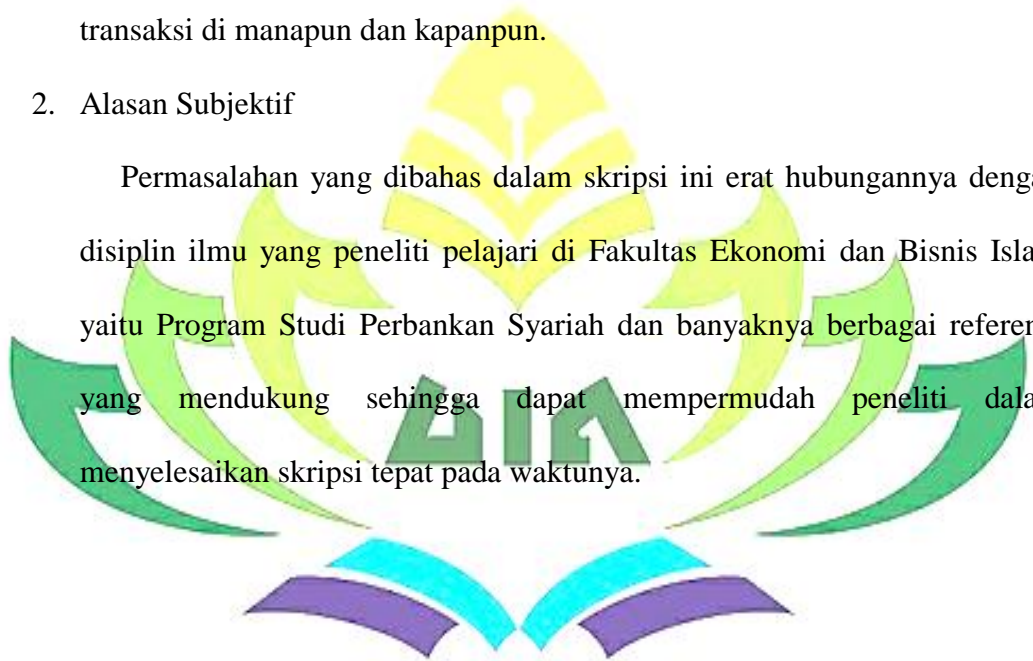 transaksi di manapun dan kapanpun.
2. Alasan Subjektif
Permasalahan yang dibahas dalam skripsi ini erat hubungannya denga
disiplin ilmu yang peneliti pelajari di Fakultas Ekonomi dan Bisnis Isla
yaitu Program Studi Perbankan Syariah dan banyaknya berbagai referen
yang mendukung sehingga dapat mempermudah peneliti dala
menyelesaikan skripsi tepat pada waktunya.